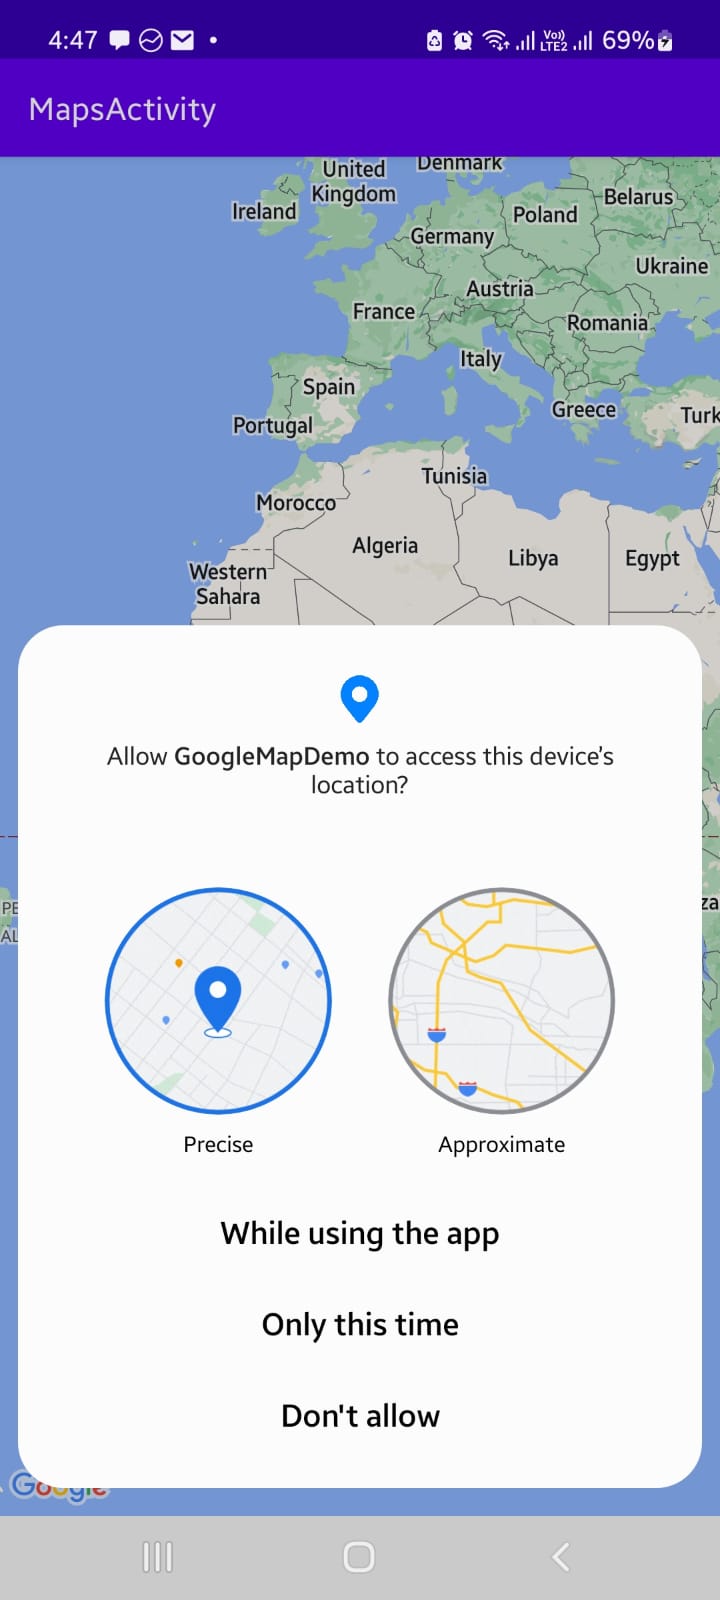 4:47
Vo)) LTE2
69%
MapsActivity
Denmark
United
Kingdom
Ireland
Belarus
Poland
Germany
Ukraine
Austria
France
Romania
Italy
Spain
Greece
Turk
Portugal
Tunisia
Morocco
Algeria
Libya
Egypt
Western
Sahara
Allow GoogleMapDemo to access this device's
location?
za
PE
AL
Precise
Approximate
While using the app
Only this time
Don't allow
Google